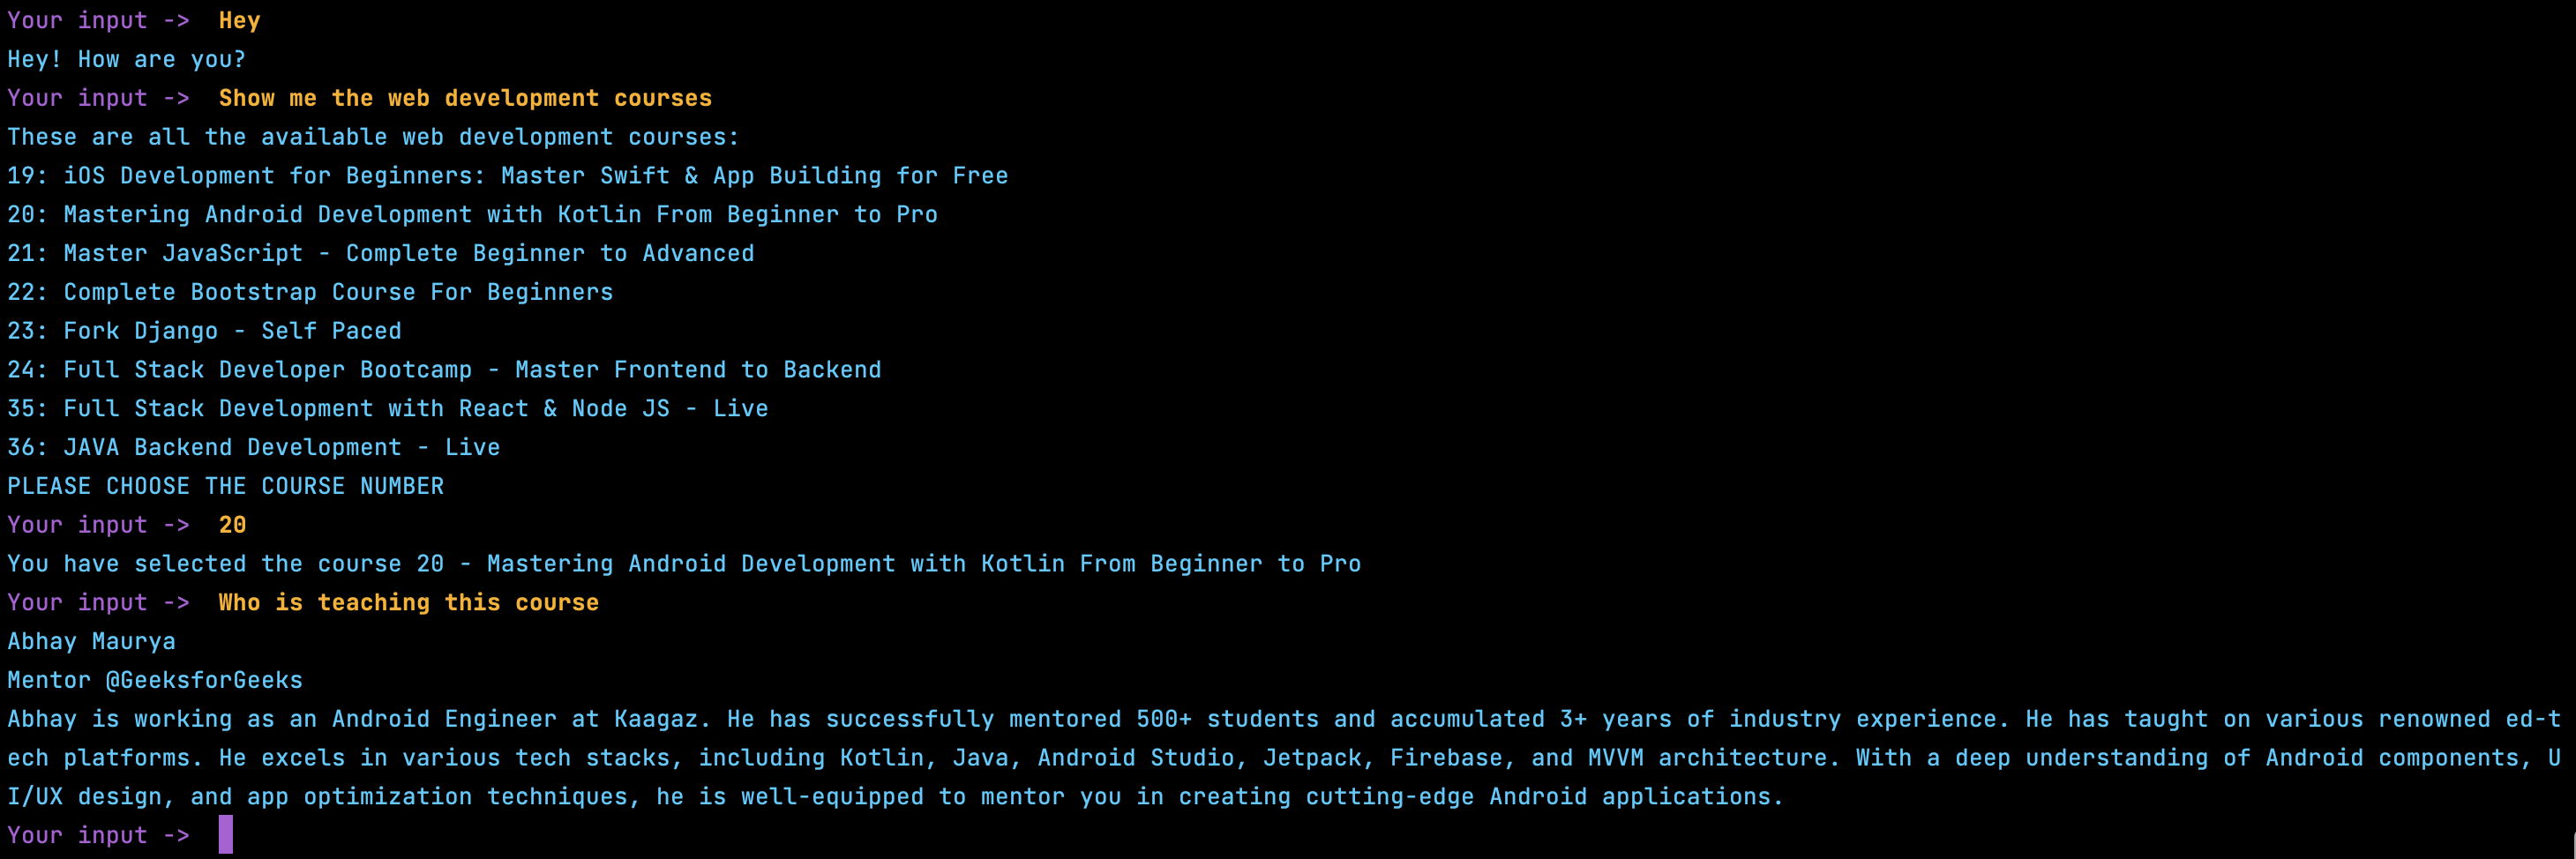 Your input ->  Hey
Hey! How are you?
Your input ->  Show me the web development courses
These are all the available web development courses:
19: iOS Development for Beginners: Master Swift & App Building for Free
20: Mastering Android Development with Kotlin From Beginner to Pro
21: Master JavaScript - Complete Beginner to Advanced
22: Complete Bootstrap Course For Beginners
23: Fork Django - Self Paced
24: Full Stack Developer Bootcamp - Master Frontend to Backend
35: Full Stack Development with React & Node JS - Live
36: JAVA Backend Development - Live
PLEASE CHOOSE THE COURSE NUMBER
Your input ->  20
You have selected the course 20 - Mastering Android Development with Kotlin From Beginner to Pro
Your input ->  Who is teaching this course
Abhay Maurya
Mentor @GeeksforGeeks
Abhay is working as an Android Engineer at Kaagaz. He has successfully mentored 500+ students and accumulated 3+ years of industry experience. He has taught on various renowned ed-t
ech platforms. He excels in various tech stacks, including Kotlin, Java, Android Studio, Jetpack, Firebase, and MVVM architecture. With a deep understanding of Android components, U
I/UX design, and app optimization techniques, he is well-equipped to mentor you in creating cutting-edge Android applications.
Your input ->